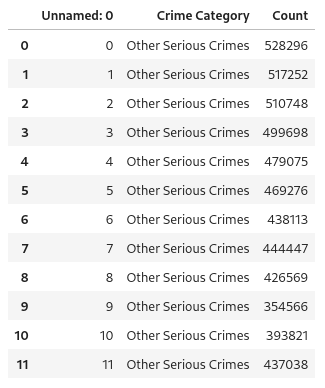 Unnamed: 0 Crime Category Count
0 0 Other Serious Crimes 528296
1 1 Other Serious Crimes 517252
2 2 Other Serious Crimes 510748
3 3 Other Serious Crimes 499698
4 4 Other Serious Crimes 479075
5 5 Other Serious Crimes 469276
6 6 Other Serious Crimes 438113
7 7 Other Serious Crimes 444447
8 8 Other Serious Crimes 426569
9 9 Other Serious Crimes 354566
10 10 Other Serious Crimes 393821
11 11 Other Serious Crimes 437038